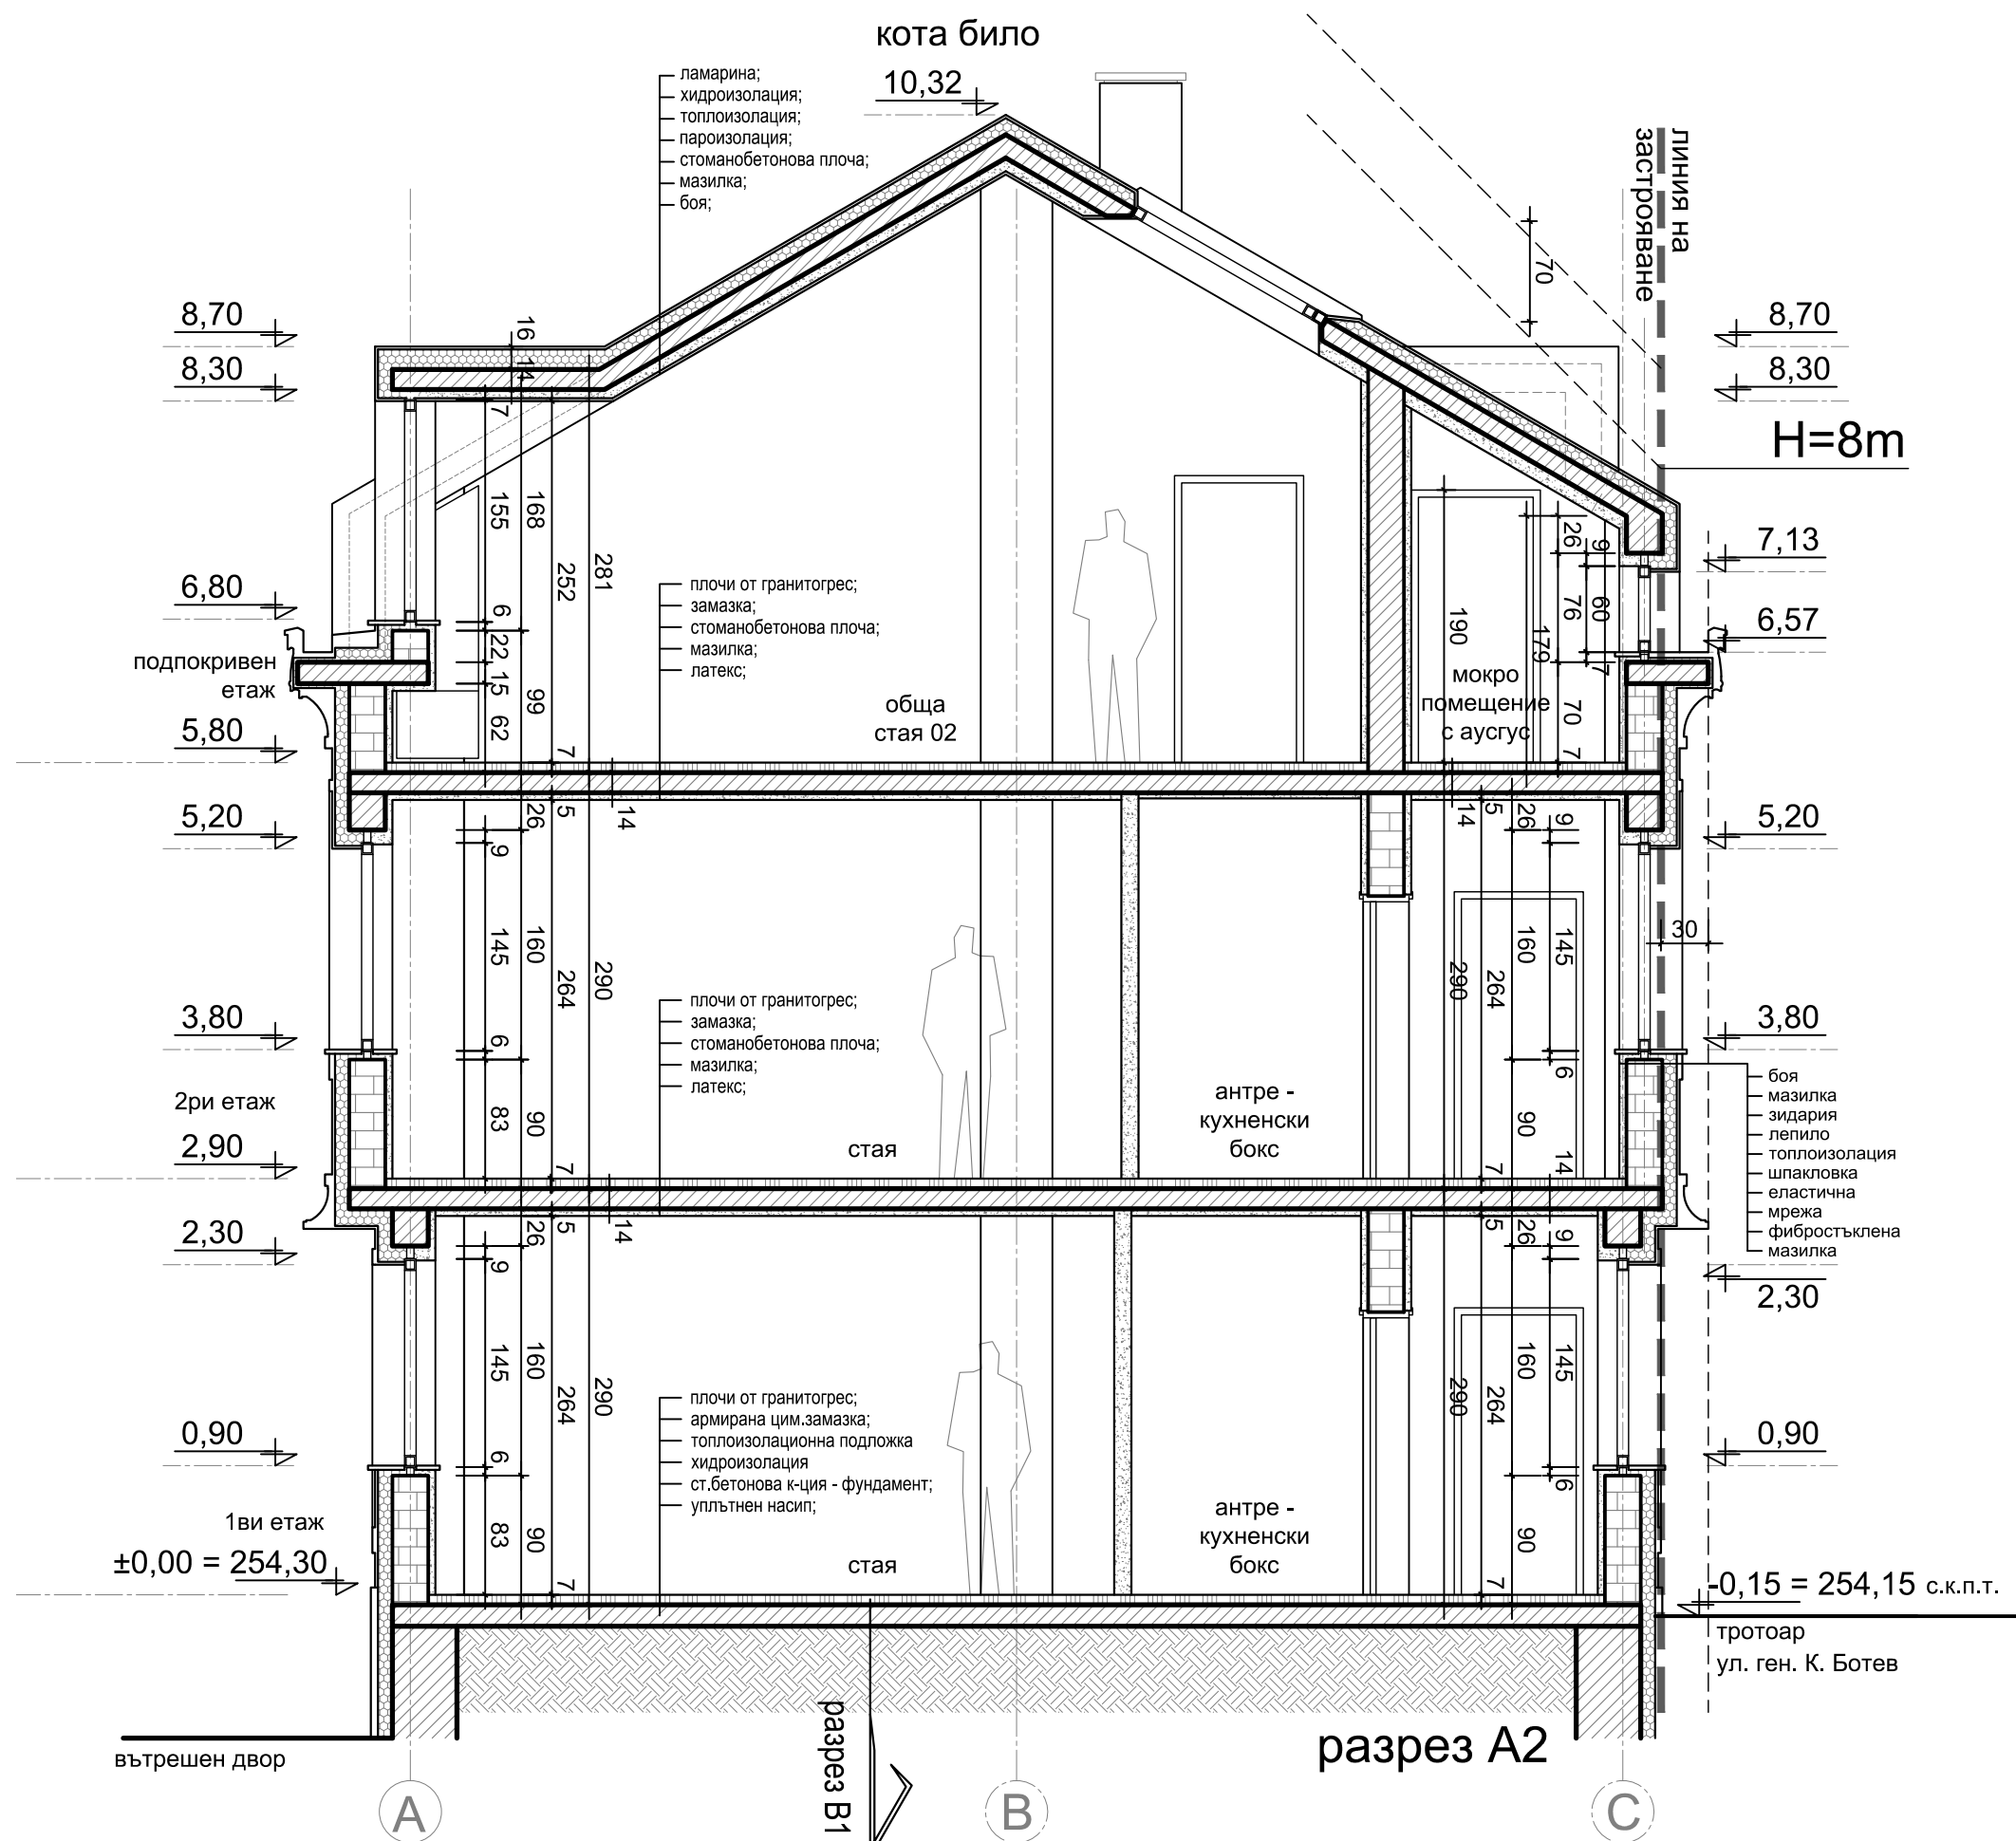 кота било
10,32
ламарина;
хидроизолация;
топлоизолация;
пароизолация;
стоманобетонова плоча;
мазилка;
боя;
линия на
застрояване
70
8,70
8,30
6,80
подпокривен
етаж
5,80
5,20
3,80
2ри етаж
2,90
2,30
0,90
1ви етаж
±0,00 = 254,30
вътрешен двор
8,70
8,30
H=8m
7,13
6,57
5,20
30
3,80
боя
мазилка
зидария
лепило
топлоизолация
шпакловка
еластична
мрежа
фибростъклена
мазилка
2,30
0,90
-0,15 = 254,15 с.к.п.т.
тротоар
ул. ген. К. Ботев
16
14
7
155
168
252
281
6
22
15
62
99
7
плочи от гранитогрес;
замазка;
стоманобетонова плоча;
мазилка;
латекс;
обща
стая 02
190
179
26
9
76
60
7
70
7
мокро
помещение
с аусгус
26
5
14
9
145
160
264
290
6
83
90
7
плочи от гранитогрес;
замазка;
стоманобетонова плоча;
мазилка;
латекс;
стая
антре -
кухненски
бокс
14
5
26
9
290
264
160
145
6
90
7
14
26
5
14
9
145
160
264
290
6
83
90
7
плочи от гранитогрес;
армирана цим.замазка;
топлоизолационна подложка
хидроизолация
ст.бетонова к-ция - фундамент;
уплътнен насип;
стая
антре -
кухненски
бокс
5
26
9
290
264
160
145
6
90
7
разрез B1
разрез A2
A
B
C